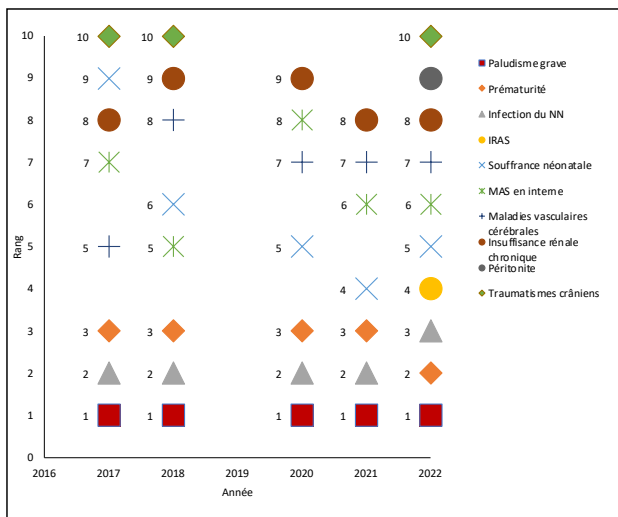 10
9
8
7
6
5
4
3
2
1
0
Rang
10 10 10
9 9 9
8 8 8 8 8
7 7 7 7
6 6 6
5 5 5 5
4 4
3 3 3 3 3
2 2 2 2 2
1 1 1 1 1
2016 2017 2018 2019 2020 2021 2022
Année
Paludisme grave
Prématurité
Infection du NN
IRAS
Souffrance néonatale
MAS en interne
Maladies vasculaires
cérébrales
Insuffisance rénale
chronique
Péritonite
Traumatismes crâniens